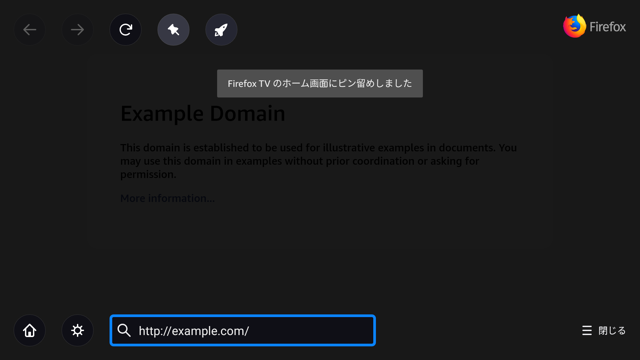 Firefox
Firefox TV のホーム画面にピン留めしました
Example Domain
This domain is established to be used for illustrative examples in documents. You
may use this domain in examples without prior coordination or asking for
permission.
More information...
http://example.com/
閉じる